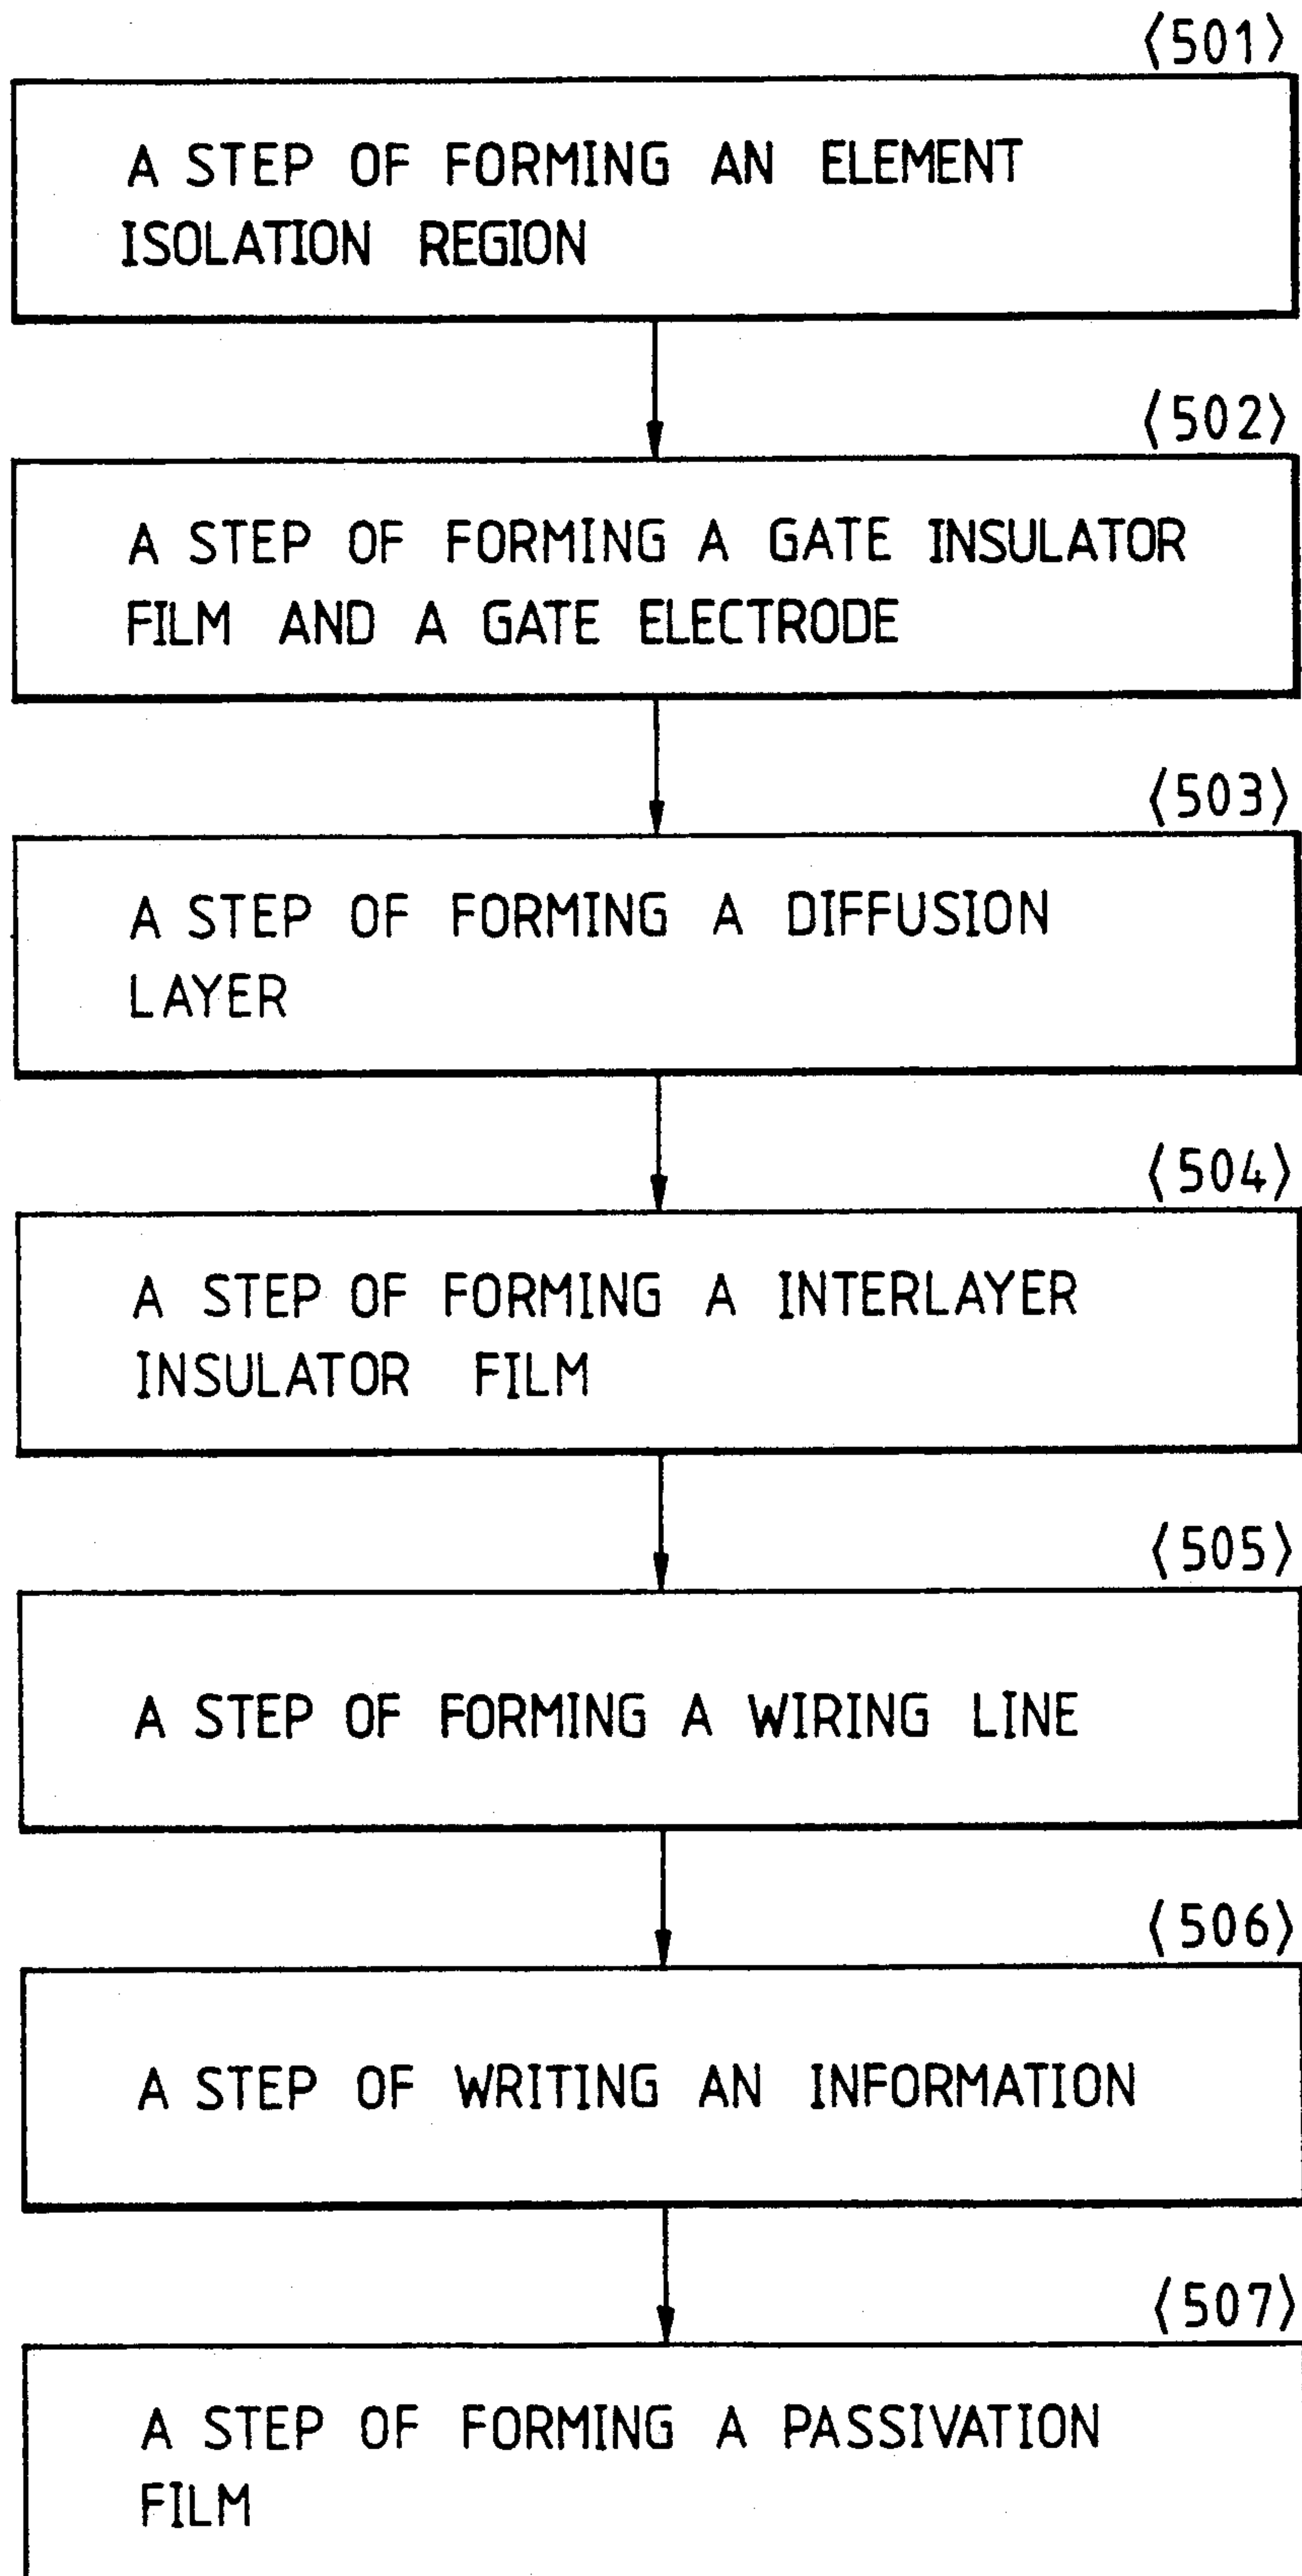 ⟨501⟩
A STEP OF FORMING AN ELEMENT
ISOLATION REGION
⟨502⟩
A STEP OF FORMING A GATE INSULATOR
FILM AND A GATE ELECTRODE
⟨503⟩
A STEP OF FORMING A DIFFUSION
LAYER
⟨504⟩
A STEP OF FORMING A INTERLAYER
INSULATOR FILM
⟨505⟩
A STEP OF FORMING A WIRING LINE
⟨506⟩
A STEP OF WRITING AN INFORMATION
⟨507⟩
A STEP OF FORMING A PASSIVATION
FILM